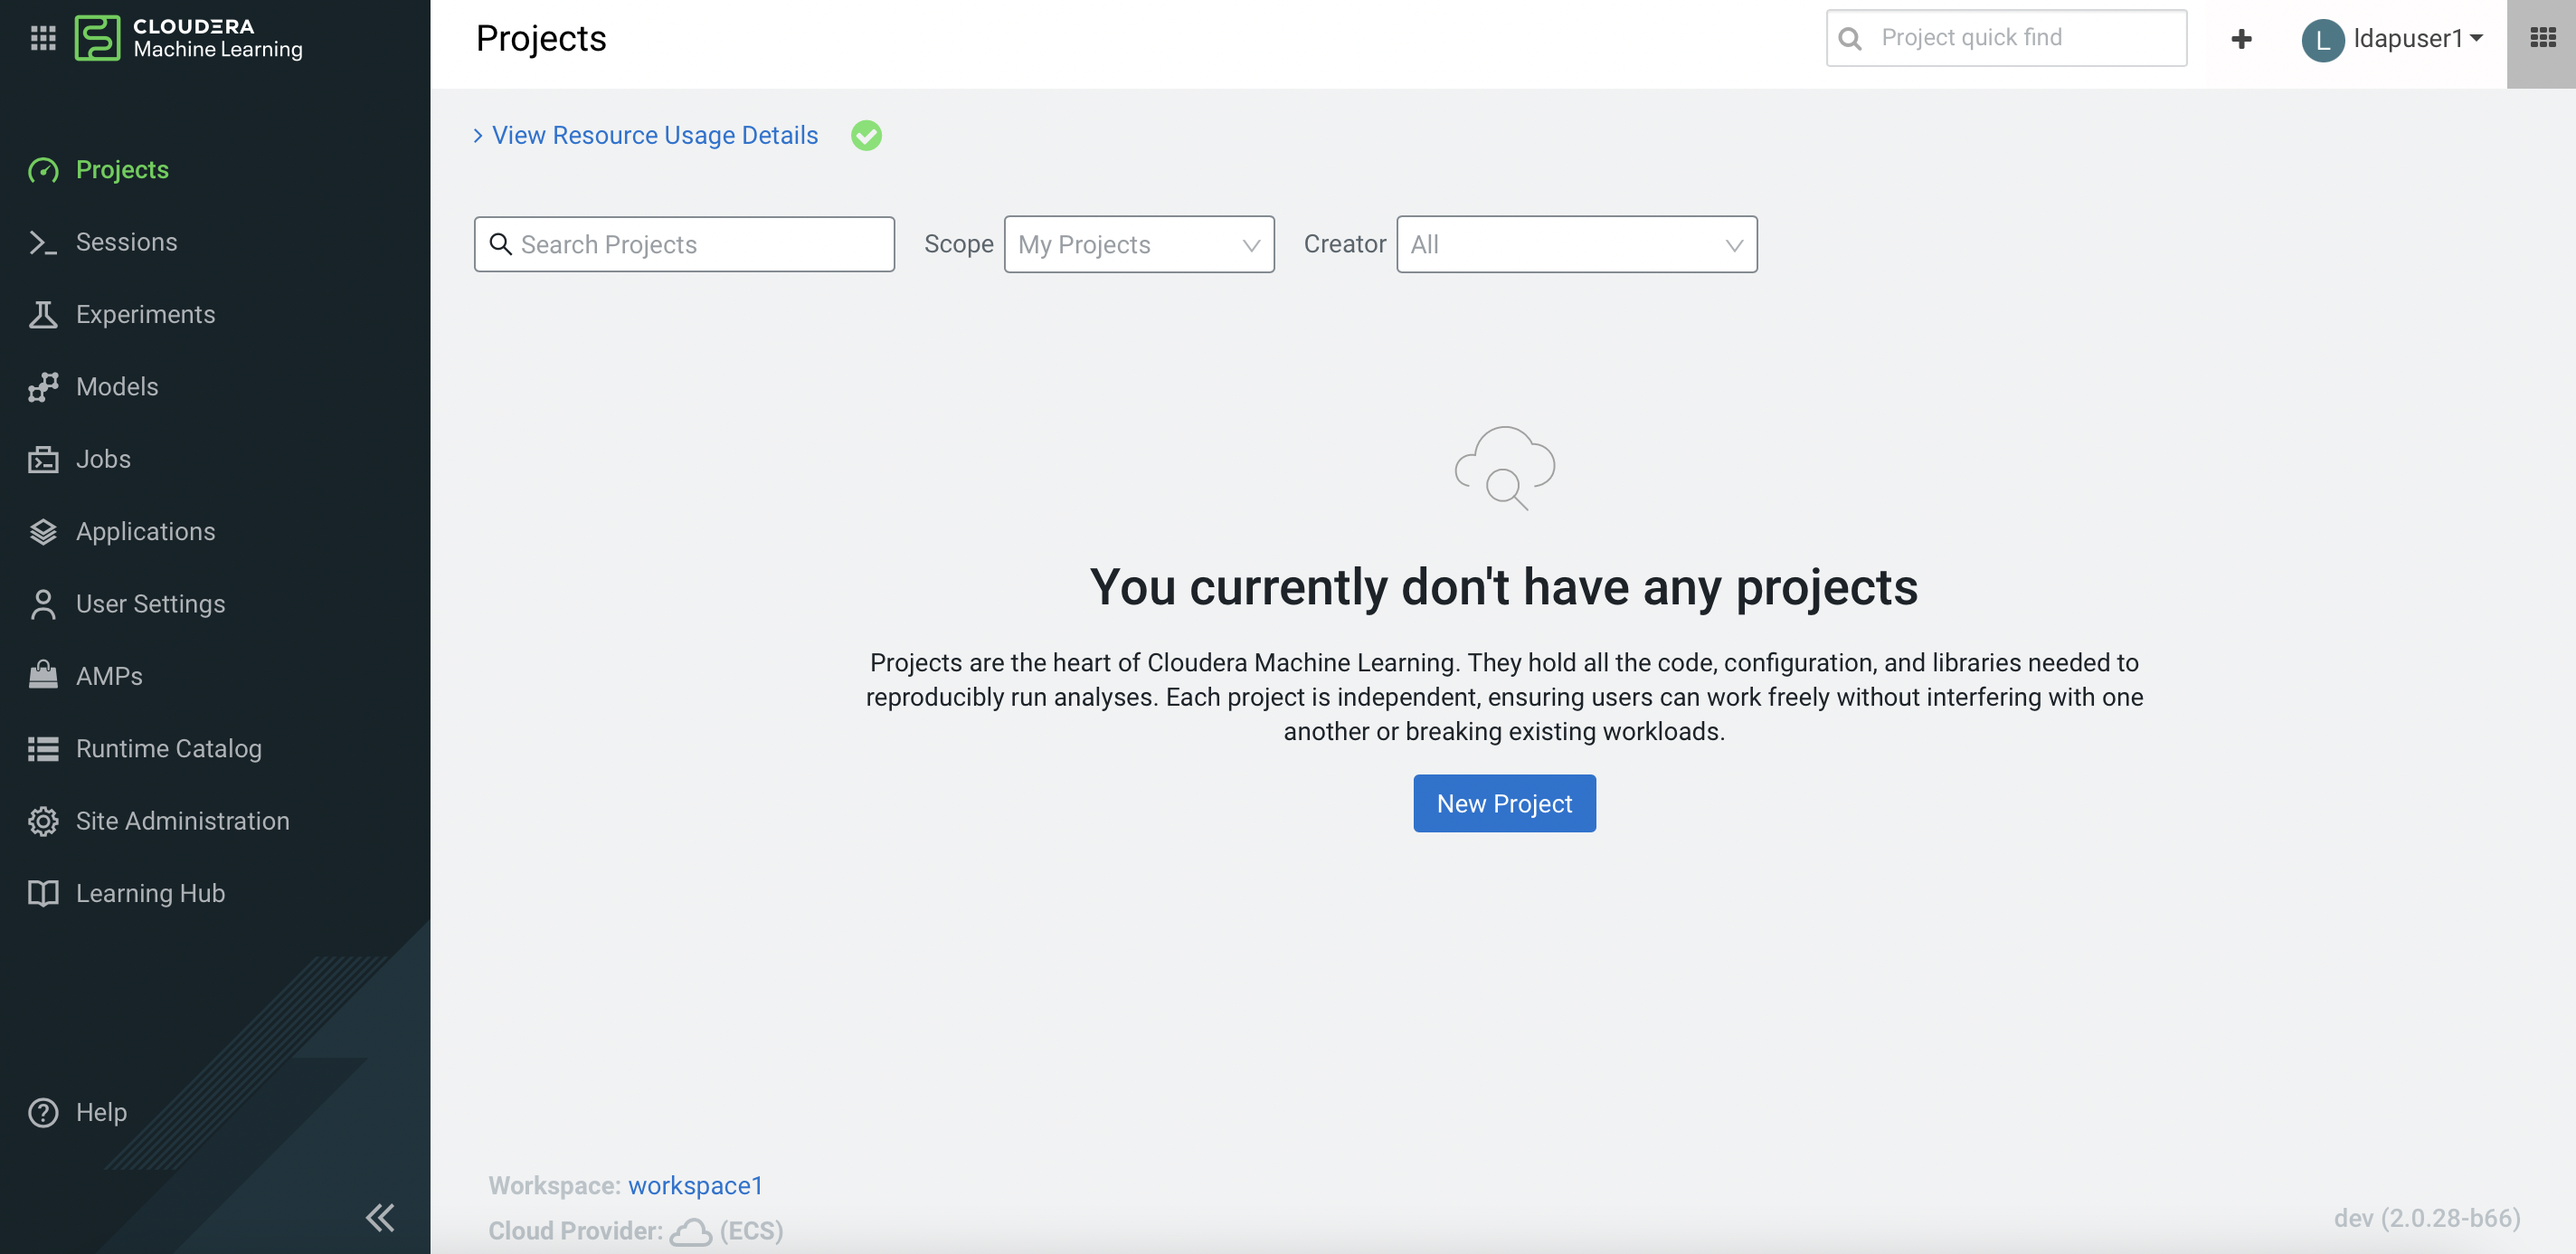 CLOUDERA
Machine Learning
Projects
Project quick find
L
ldapuser1
Projects
Sessions
Experiments
Models
Jobs
Applications
User Settings
AMPs
Runtime Catalog
Site Administration
Learning Hub
Help
View Resource Usage Details
Search Projects
Scope
My Projects
Creator
All
You currently don't have any projects
Projects are the heart of Cloudera Machine Learning. They hold all the code, configuration, and libraries needed to
reproducibly run analyses. Each project is independent, ensuring users can work freely without interfering with one
another or breaking existing workloads.
New Project
Workspace: workspace1
Cloud Provider: (ECS)
dev (2.0.28-b66)